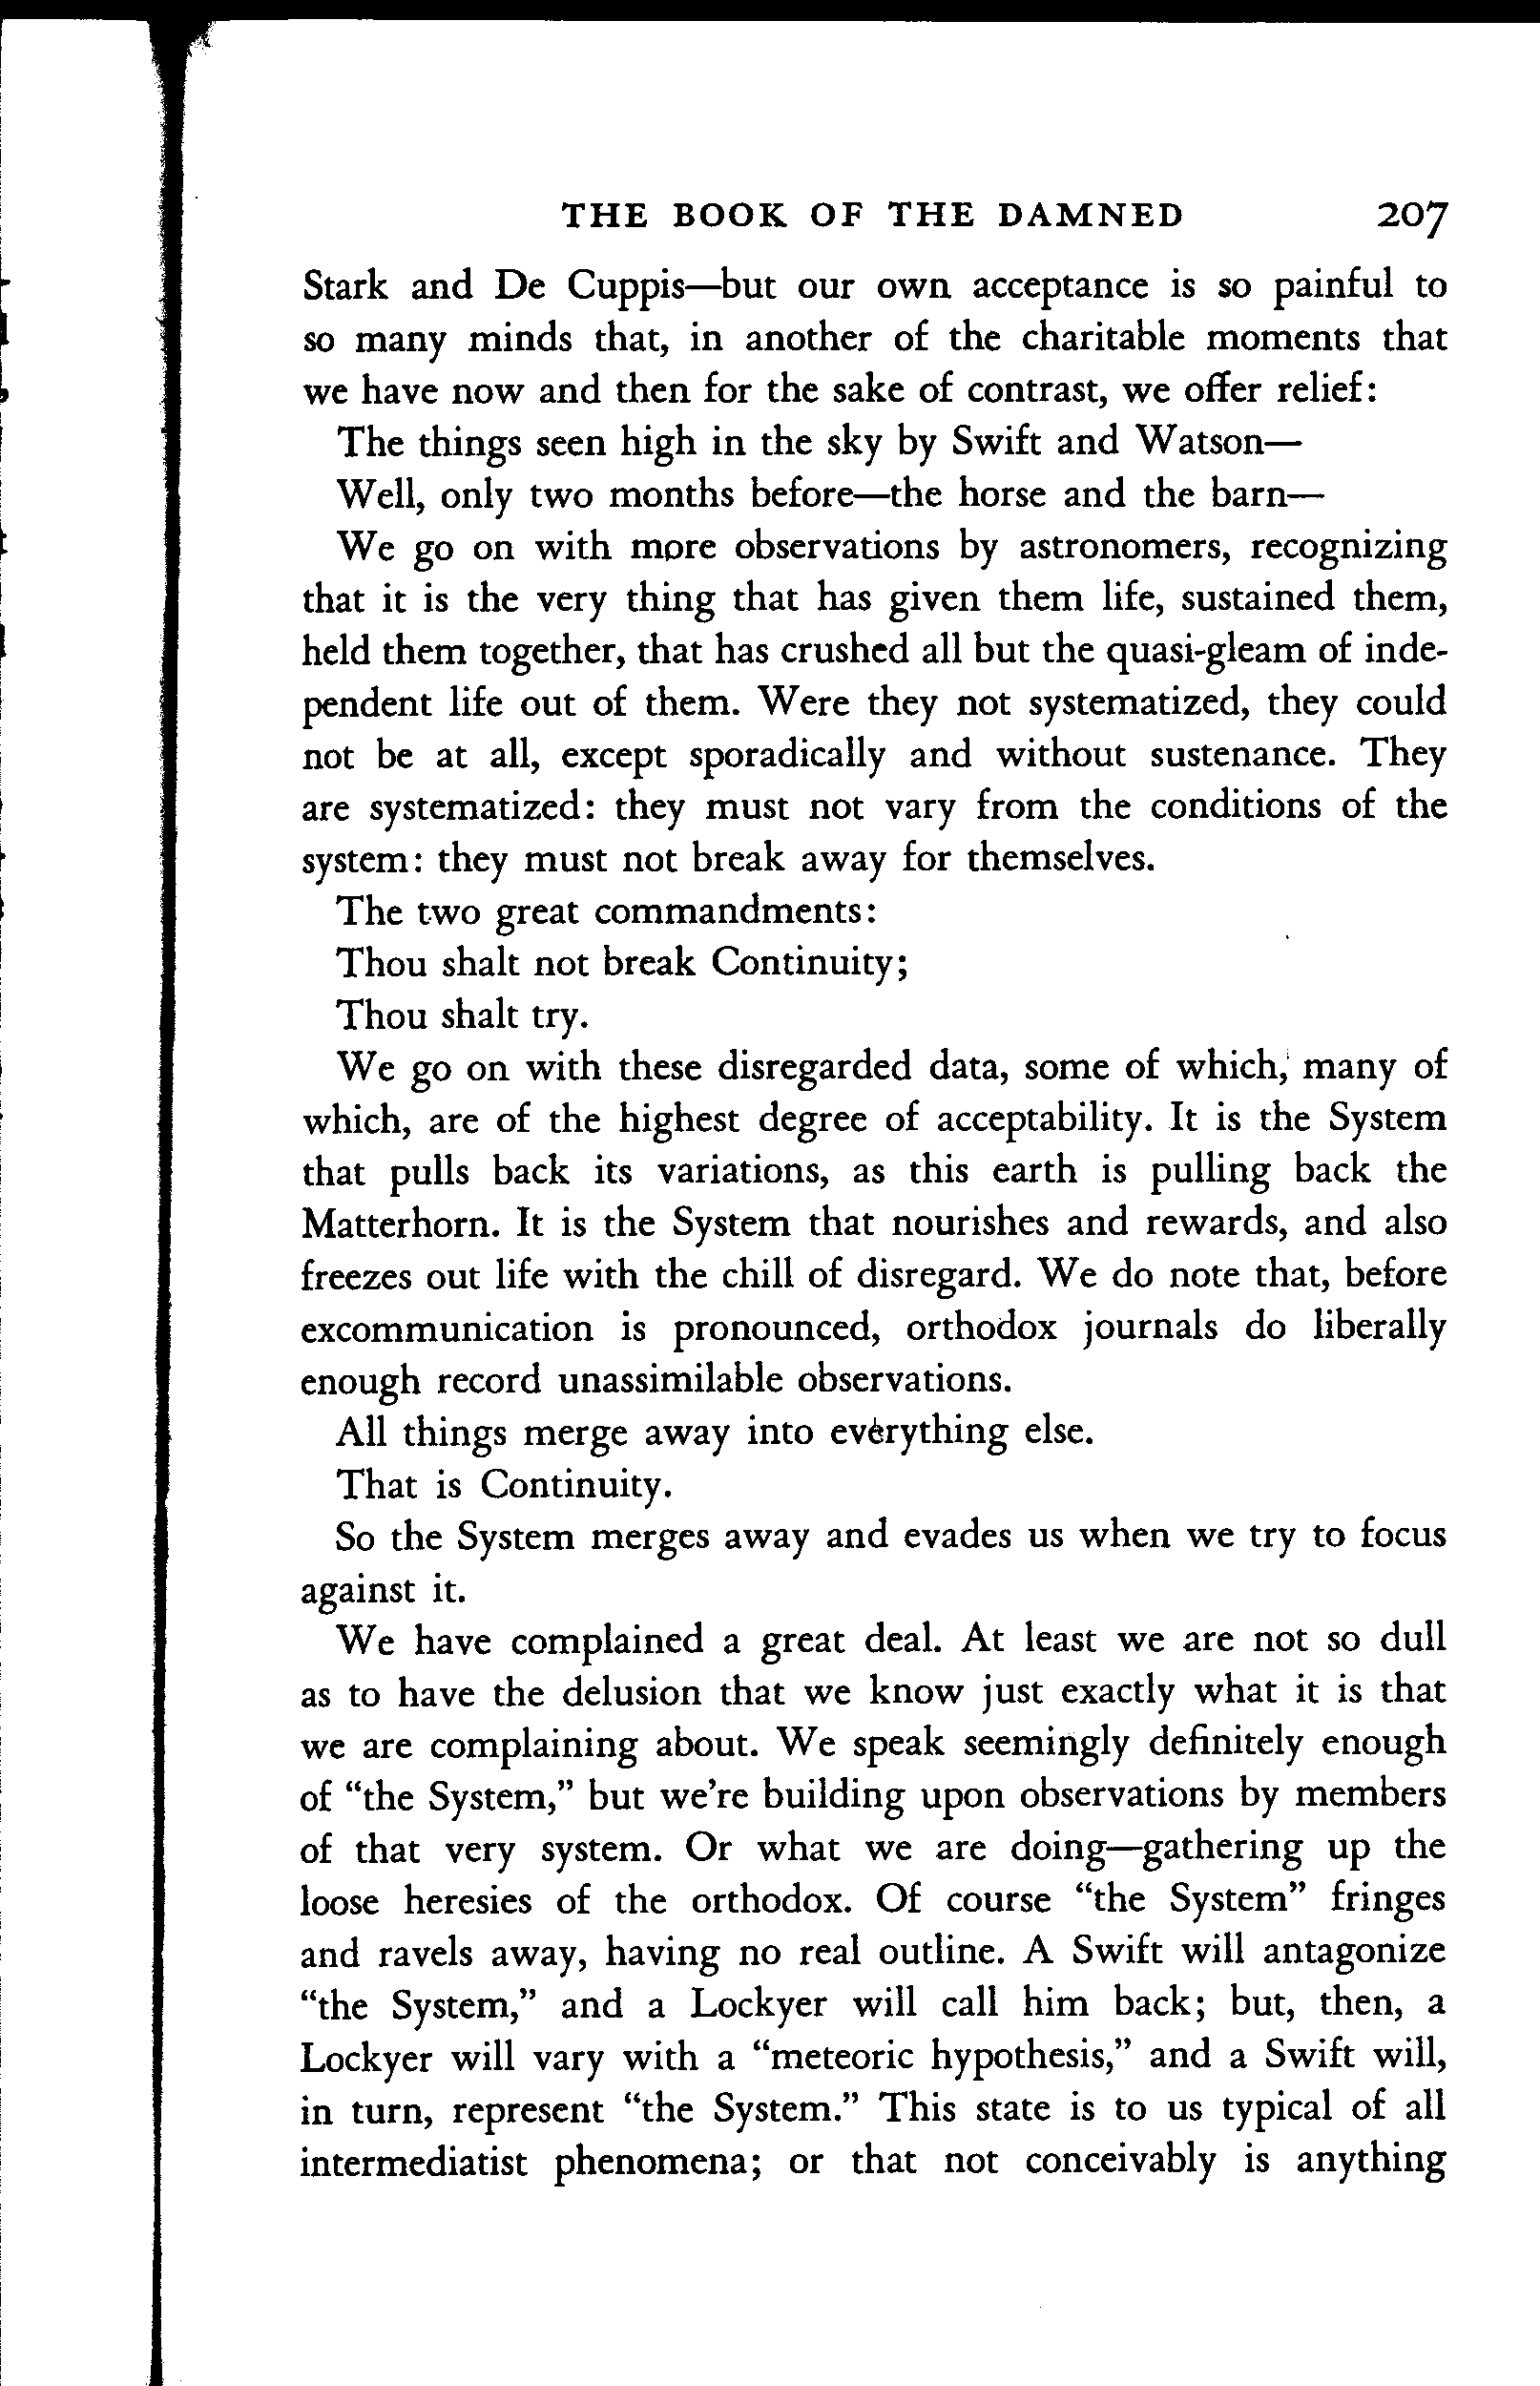 THE BOOK OF THE DAMNED 207
Stark and De Cuppis—but our own acceptance is so painful to
so many minds that, in another of the charitable moments that
we have now and then for the sake of contrast, we offer relief:
The things seen high in the sky by Swift and Watson—
Well, only two months before—the horse and the barn—
We go on with more observations by astronomers, recognizing
that it is the very thing that has given them life, sustained them,
held them together, that has crushed all but the quasi-gleam of inde-
pendent life out of them. Were they not systematized, they could
not be at all, except sporadically and without sustenance. They
are systematized: they must not vary from the conditions of the
system: they must not break away for themselves.
The two great commandments:
Thou shalt not break Continuity;
Thou shalt try.
We go on with these disregarded data, some of which, many of
which, are of the highest degree of acceptability. It is the System
that pulls back its variations, as this earth is pulling back the
Matterhorn. It is the System that nourishes and rewards, and also
freezes out life with the chill of disregard. We do note that, before
excommunication is pronounced, orthodox journals do liberally
enough record unassimilable observations.
All things merge away into everything else.
That is Continuity.
So the System merges away and evades us when we try to focus
against it.
We have complained a great deal. At least we are not so dull
as to have the delusion that we know just exactly what it is that
we are complaining about. We speak seemingly definitely enough
of “the System,” but we’re building upon observations by members
of that very system. Or what we are doing—gathering up the
loose heresies of the orthodox. Of course “the System” fringes
and ravels away, having no real outline. A Swift will antagonize
“the System,” and a Lockyer will call him back; but, then, a
Lockyer will vary with a “meteoric hypothesis,” and a Swift will,
in turn, represent “the System.” This state is to us typical of all
intermediatist phenomena; or that not conceivably is anything